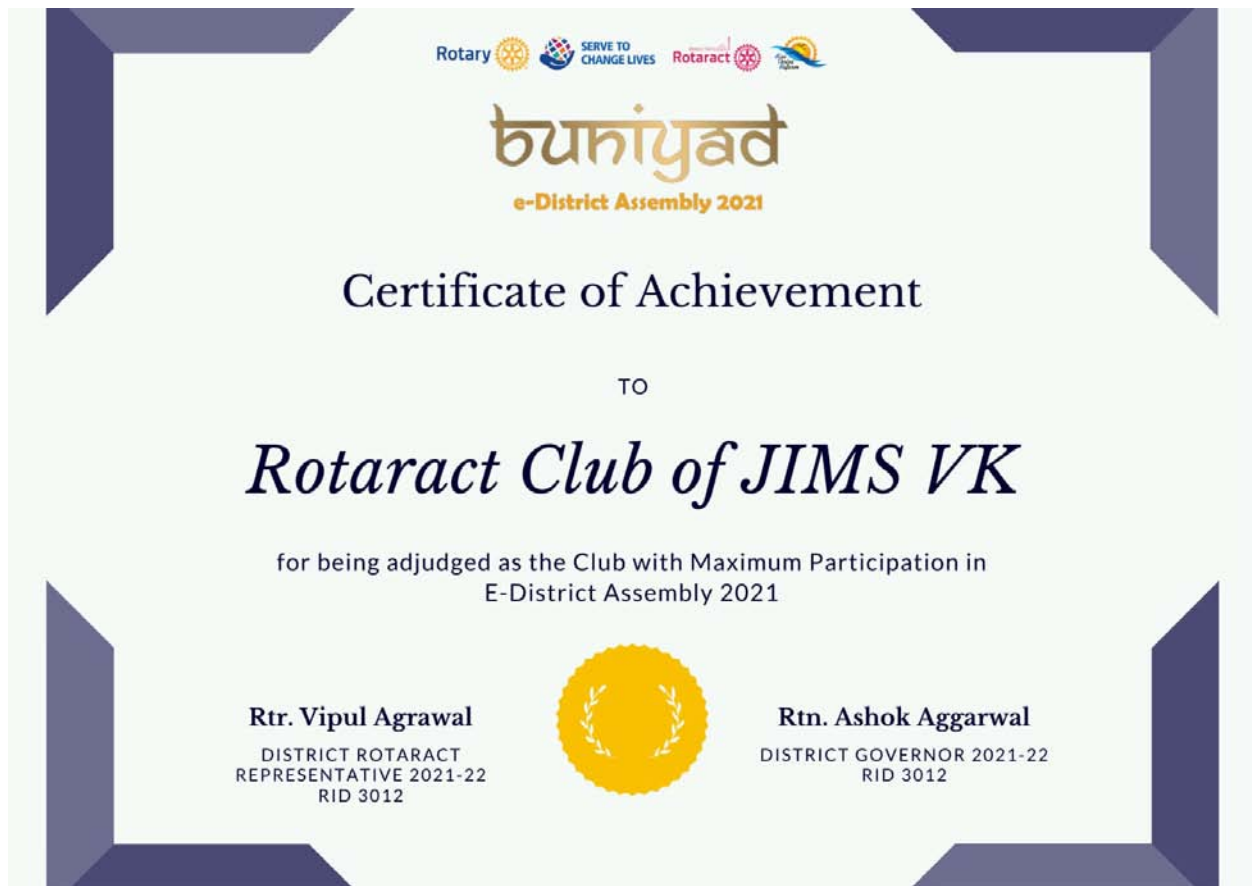 Rotary
SERVE TO
CHANGE LIVES
Rotaract
buniyad
e-District Assembly 2021
Certificate of Achievement
TO
Rotaract Club of JIMS VK
for being adjudged as the Club with Maximum Participation in
E-District Assembly 2021
Rtr. Vipul Agrawal
DISTRICT ROTARACT
REPRESENTATIVE 2021-22
RID 3012
Rtn. Ashok Aggarwal
DISTRICT GOVERNOR 2021-22
RID 3012